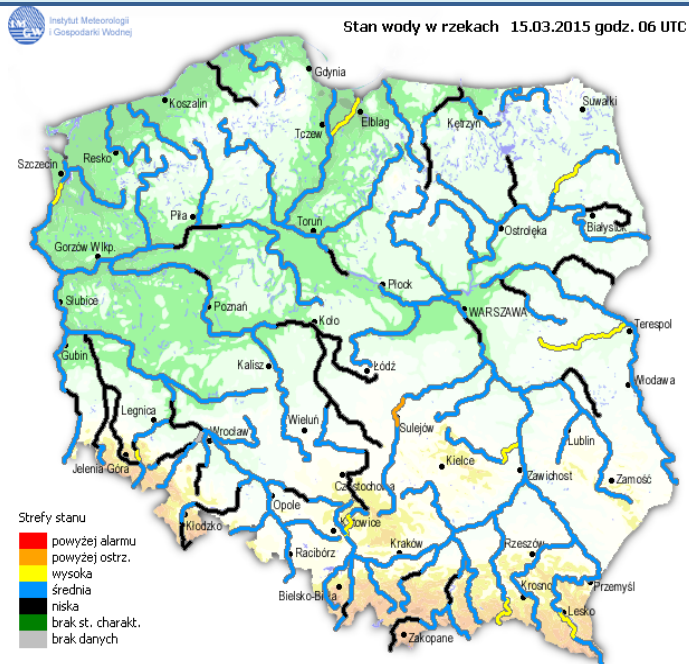 IMGW
Instytut Meteorologii
i Gospodarki Wodnej
Stan wody w rzekach 15.03.2015 godz. 06 UTC
Gdynia
Koszalin
Suwałki
Tczew
Elbląg
Kętrzyn
Szczecin
Resko
Piła
Toruń
Ostrołęka
Białystok
Gorzów Wlkp.
Płock
Słubice
Poznań
WARSZAWA
Koło
Terespol
Gubin
Kalisz
Łódź
Włodawa
Legnica
Wrocław
Wieluń
Sulejów
Lublin
Jelenia Góra
Kielce
Zawichost
Zamość
Częstochowa
Opole
Kłodzko
Katowice
Racibórz
Kraków
Rzeszów
Bielsko-Biała
Krosno
Przemyśl
Lesko
Zakopane
Strefy stanu
powyżej alarmu
powyżej ostrz.
wysoka
średnia
niska
brak st. charakt.
brak danych